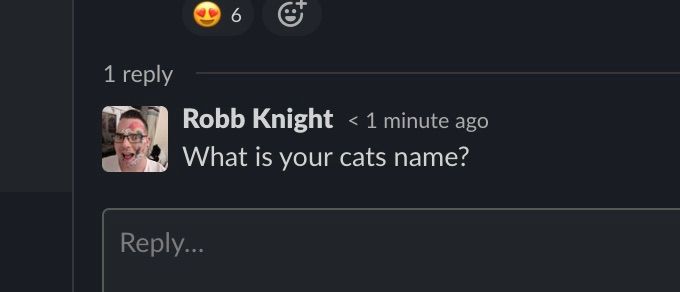 6
1 reply
Robb Knight < 1 minute ago
What is your cats name?
Reply...